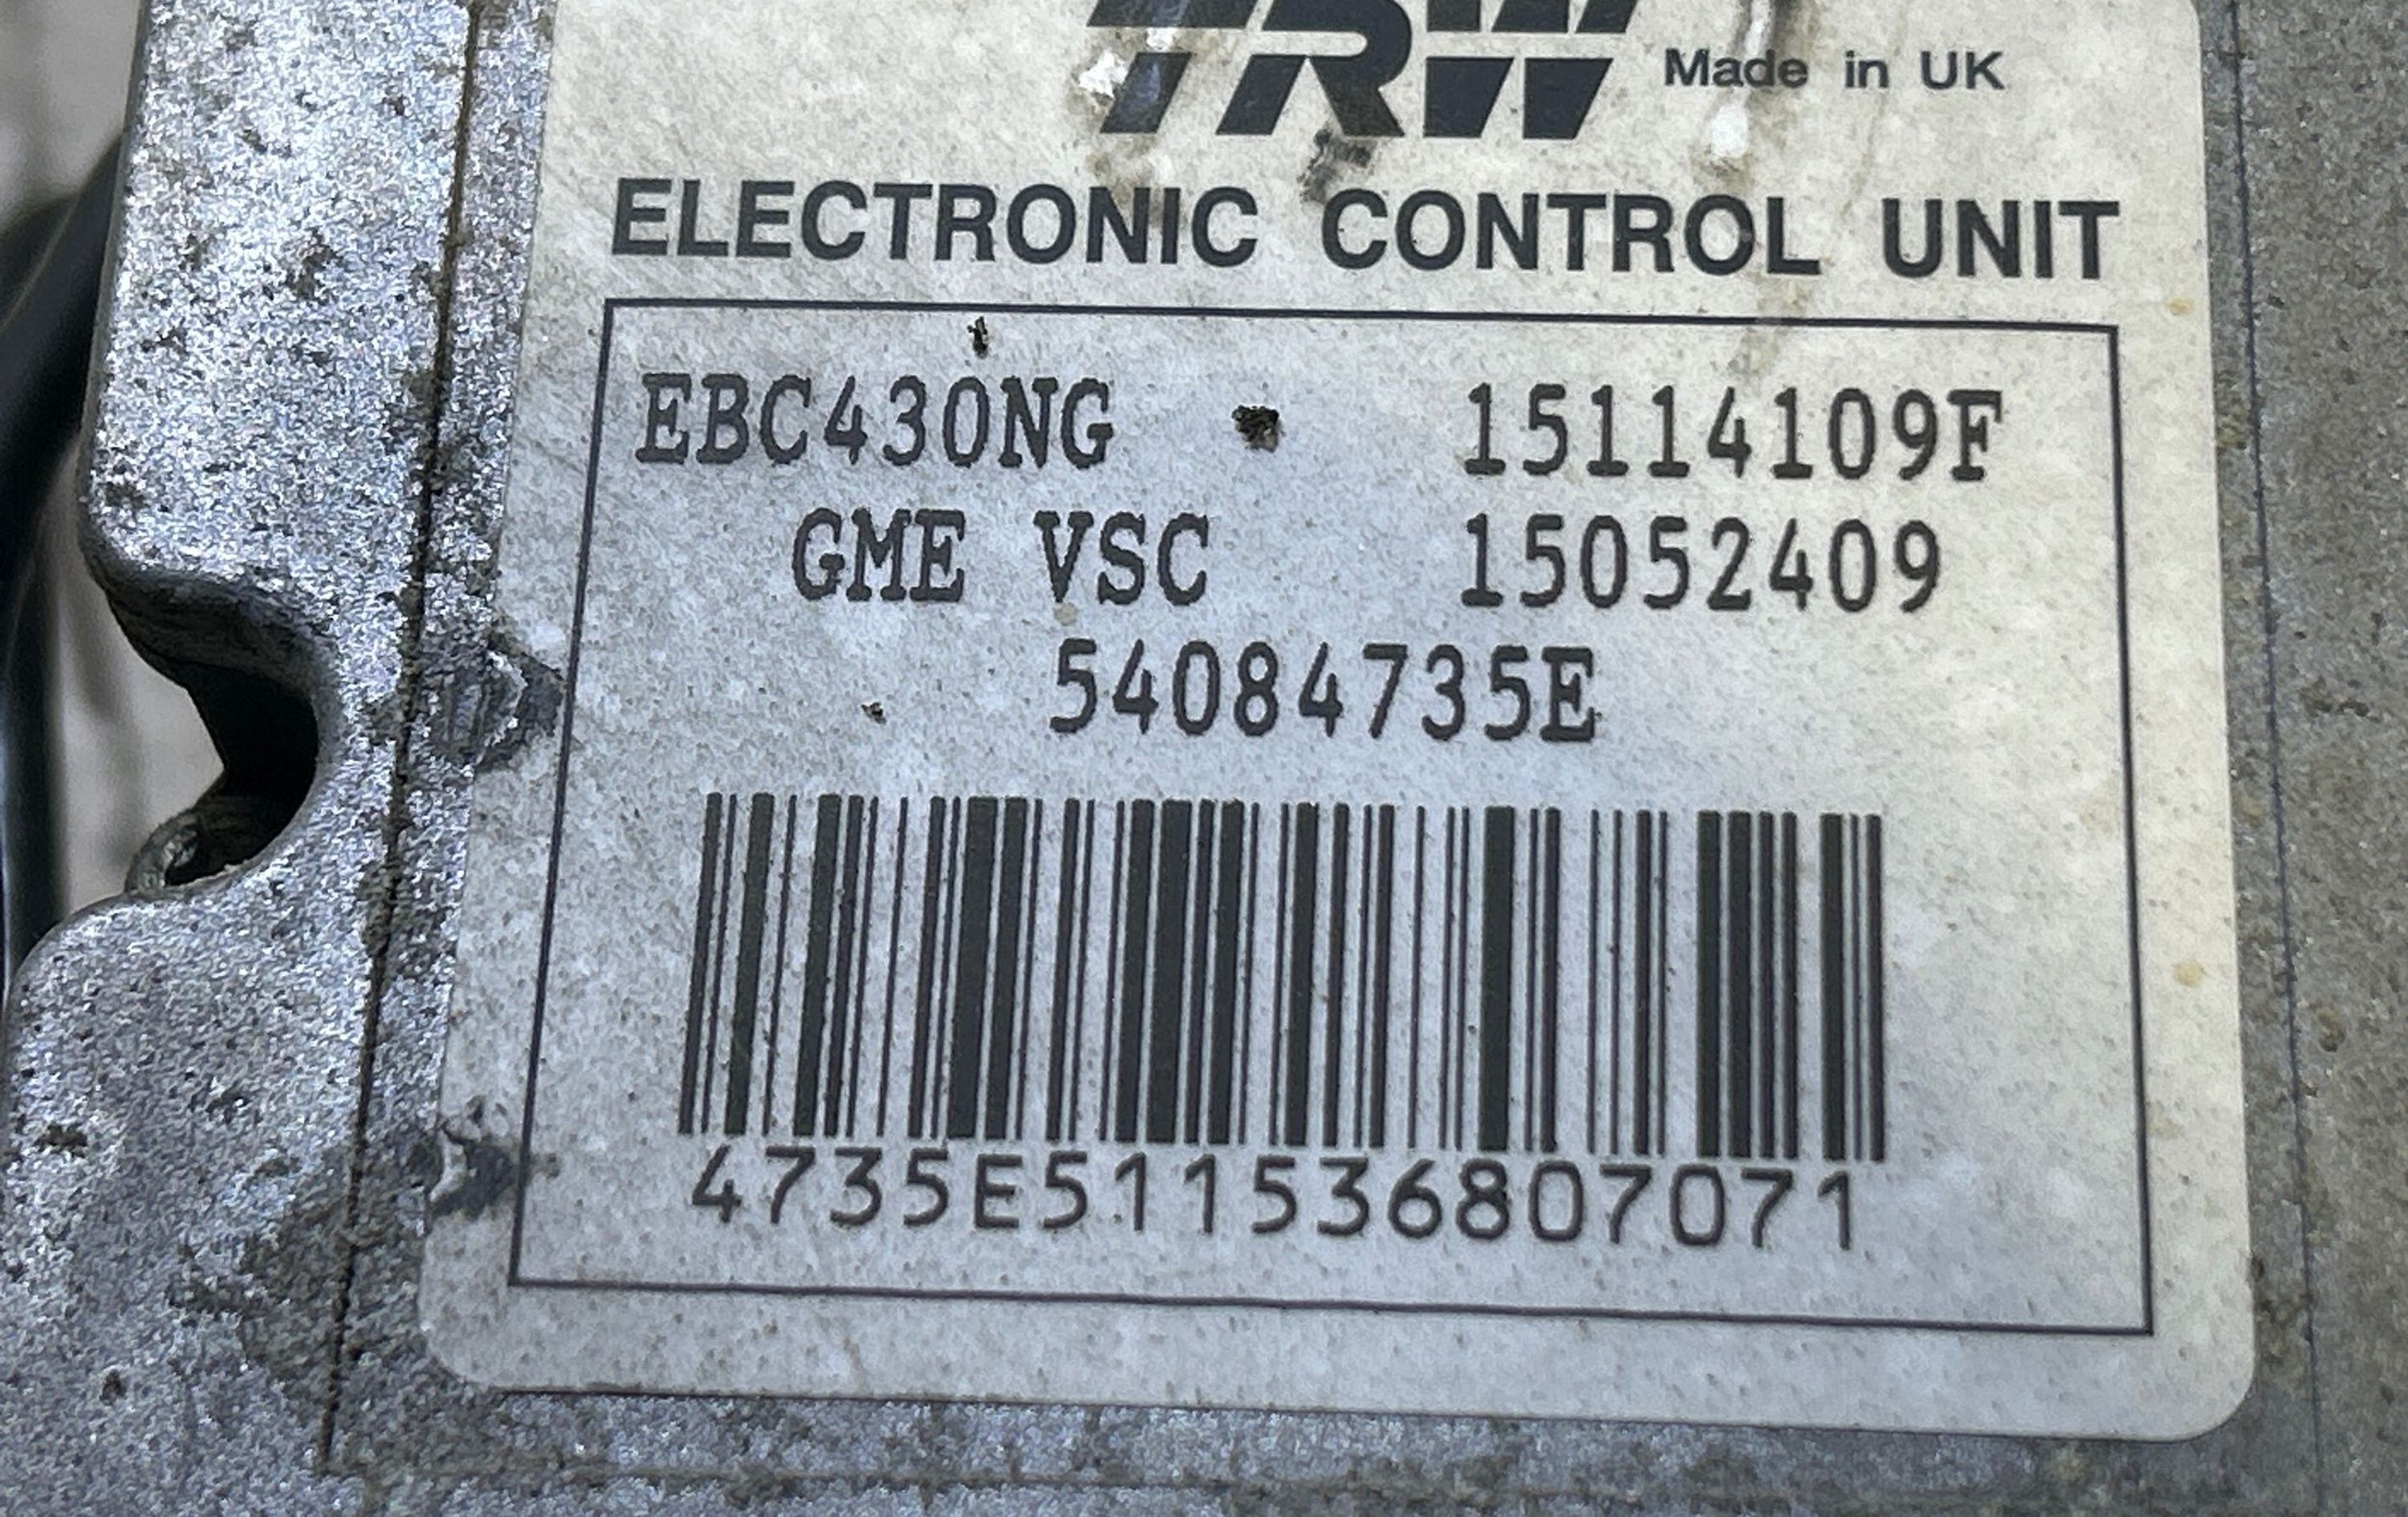 TRW Made in UK
ELECTRONIC CONTROL UNIT
EBC430NG 15114109F
GME VSC 15052409
54084735E
4735E511536807071